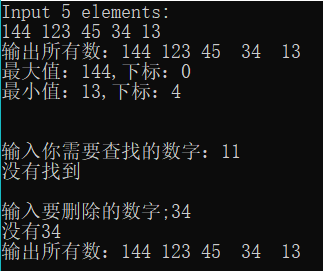 Input 5 elements:
144 123 45 34 13
输出所有数：144 123 45  34  13
最大值：144,下标：0
最小值：13,下标：4
输入你需要查找的数字：11
没有找到
输入要删除的数字;34
没有34
输出所有数：144 123 45  34  13